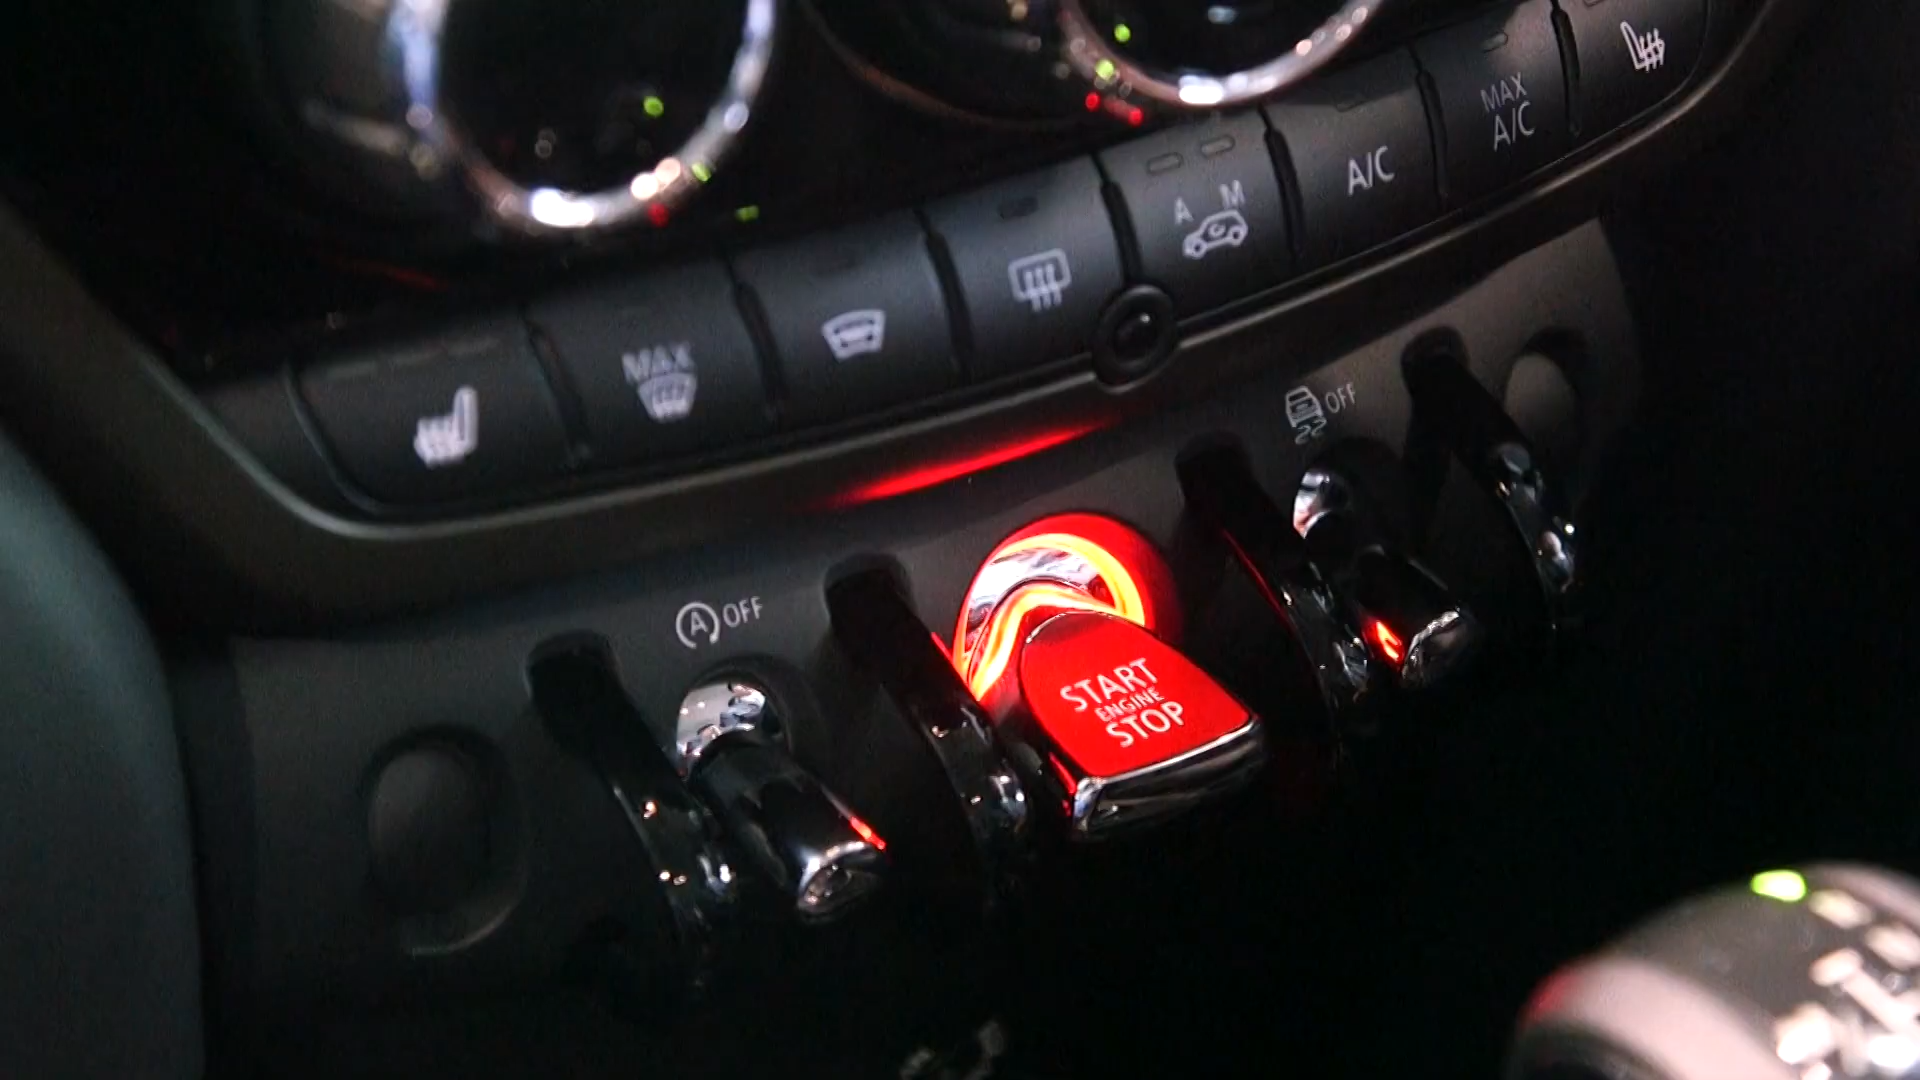 MAX
A M
A/C
MAX
A/C
A OFF
START
ENGINE
STOP
OFF